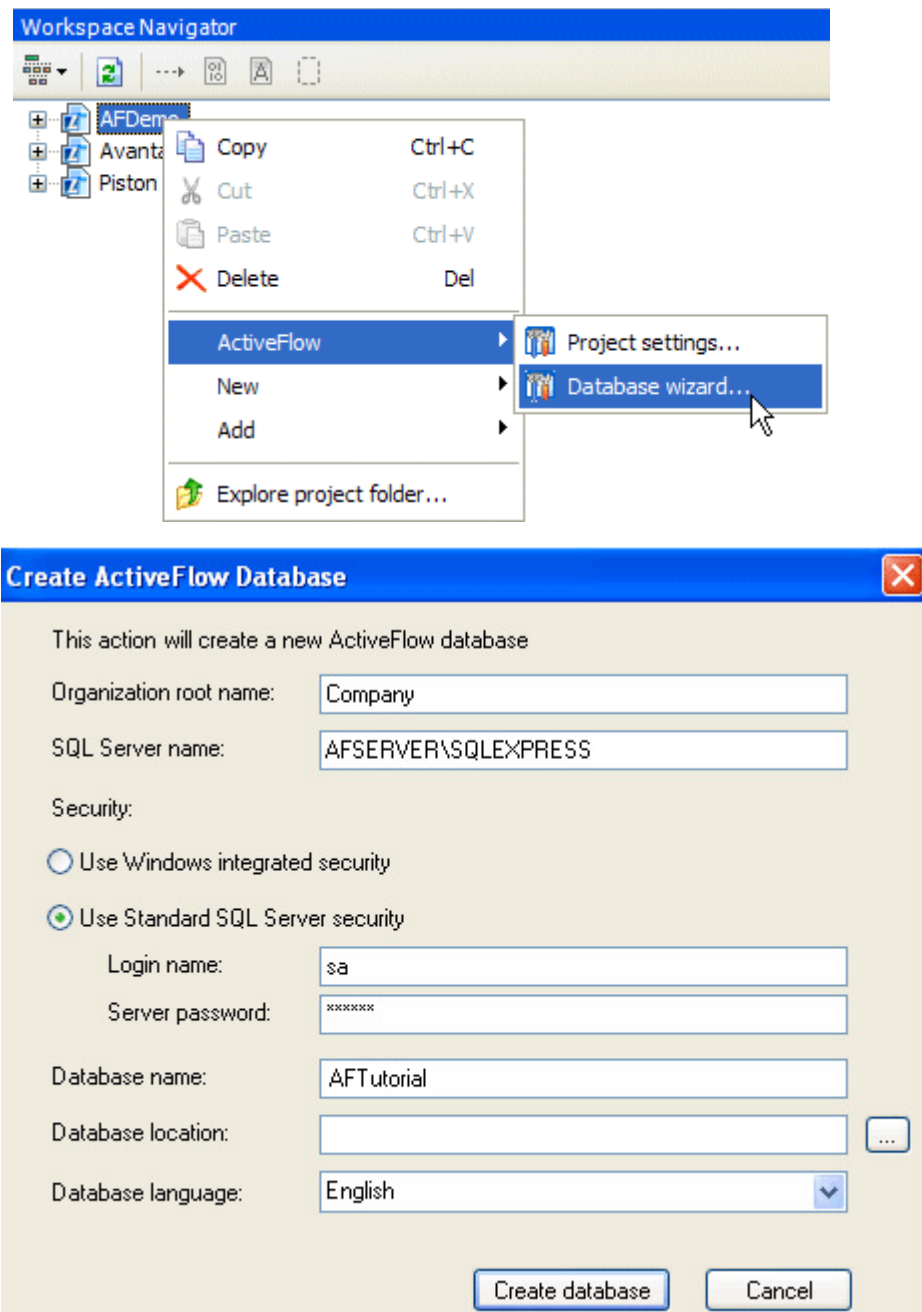 Workspace Navigator
AFDemo
Avanta
Piston
Copy Ctrl+C
Cut Ctrl+X
Paste Ctrl+V
Delete Del
ActiveFlow
New
Add
Explore project folder...
Project settings...
Database wizard...
Create ActiveFlow Database
This action will create a new ActiveFlow database
Organization root name: Company
SQL Server name: AFSERVER\SQLEXPRESS
Security:
Use Windows integrated security
Use Standard SQL Server security
Login name: sa
Server password: ××××××
Database name: AFTutorial
Database location: ...
Database language: English
Create database Cancel